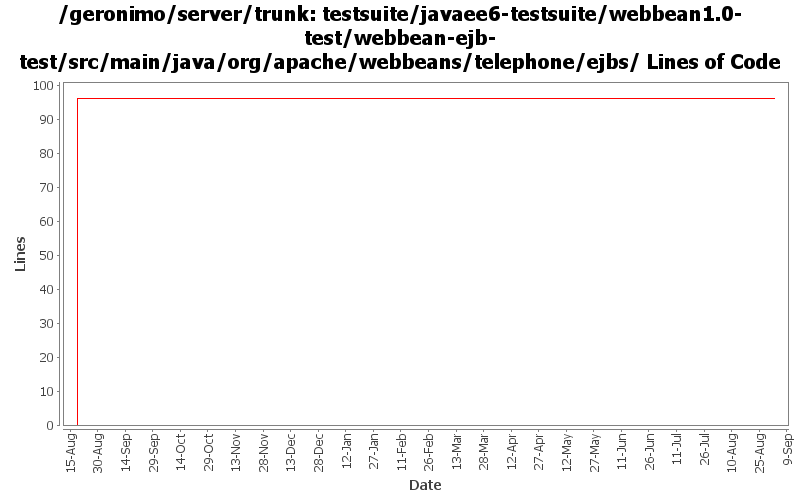 /geronimo/server/trunk: testsuite/javaee6-testsuite/webbean1.0-
test/webbean-ejb-
test/src/main/java/org/apache/webbeans/telephone/ejbs/ Lines of Code
100
90
80
70
60
50
40
30
20
10
0
Lines
15-Aug
30-Aug
14-Sep
29-Sep
14-Oct
29-Oct
13-Nov
28-Nov
13-Dec
28-Dec
12-Jan
27-Jan
11-Feb
26-Feb
13-Mar
28-Mar
12-Apr
27-Apr
12-May
27-May
11-Jun
26-Jun
11-Jul
26-Jul
10-Aug
25-Aug
9-Sep
Date